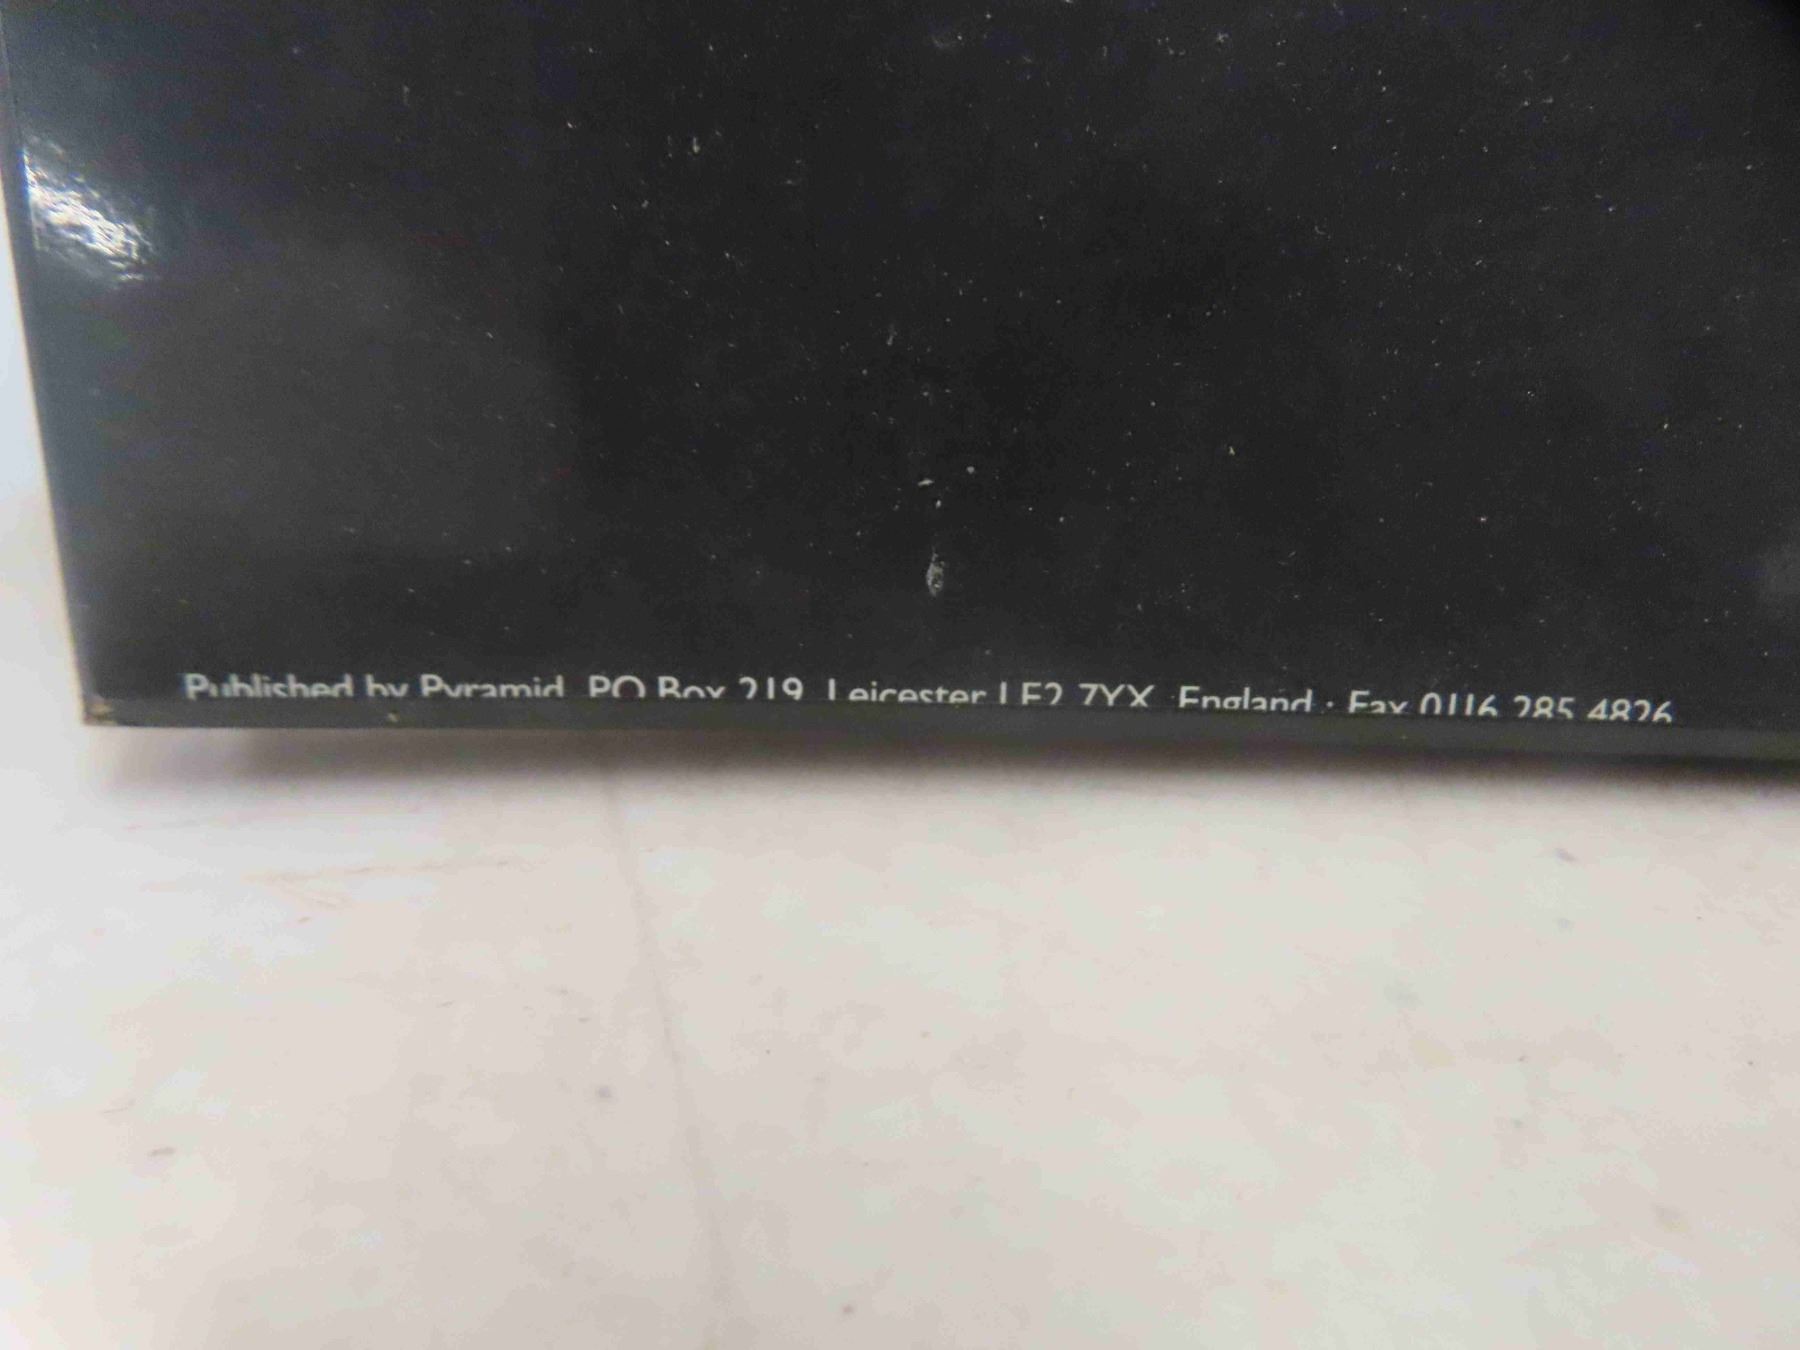 Published by Pyramid PO Box 219 Leicester LE2 7YX England · Fax 0116 285 4826